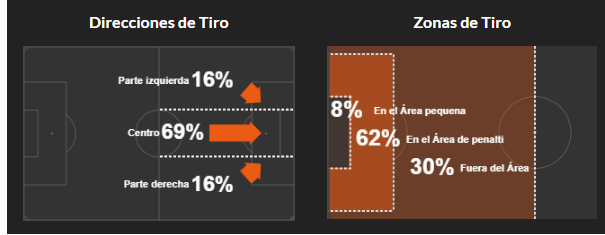 Direcciones de Tiro
Parte izquierda 16%
Centro 69%
Parte derecha 16%
Zonas de Tiro
8% En el Área pequena
62% En el Área de penalti
30% Fuera del Área